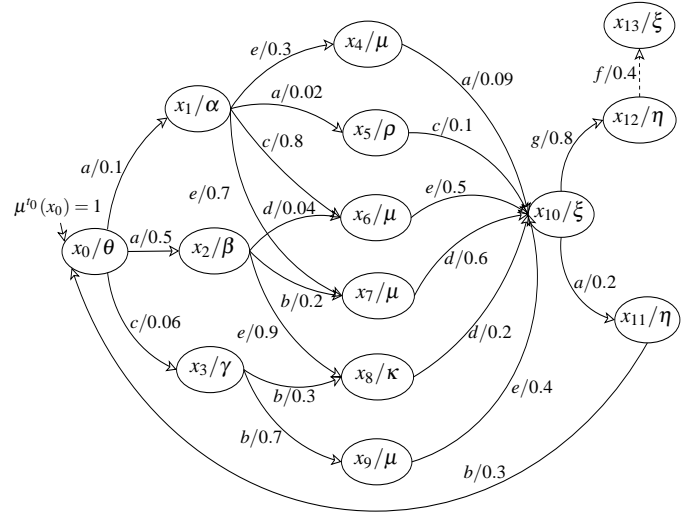 x₁₃/ξ
x₄/μ
e/0.3
f/0.4
a/0.09
a/0.02
x₁/α
x₁₂/η
x₅/ρ
c/0.1
g/0.8
c/0.8
a/0.1
e/0.7
e/0.5
μ^{t₀}(x₀) = 1
d/0.04
x₆/μ
x₁₀/ξ
a/0.5
x₀/θ
x₂/β
d/0.6
a/0.2
b/0.2
x₇/μ
x₁₁/η
c/0.06
e/0.9
d/0.2
x₃/γ
x₈/κ
b/0.3
e/0.4
b/0.7
x₉/μ
b/0.3